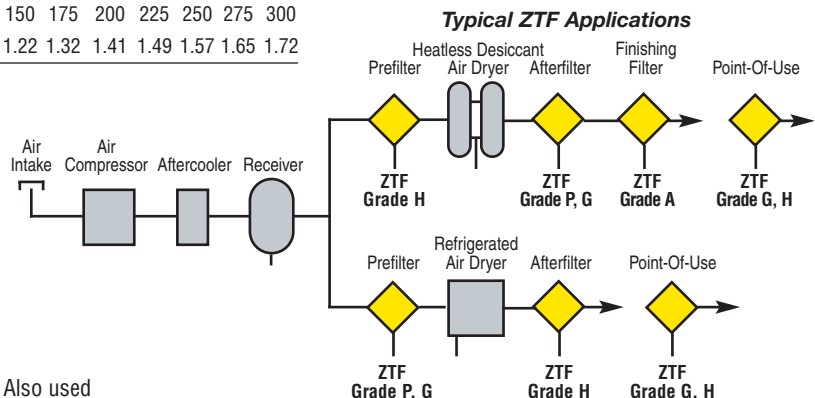 150 175 200 225 250 275 300
1.22 1.32 1.41 1.49 1.57 1.65 1.72
Typical ZTF Applications
Prefilter
Heatless Desiccant
Air Dryer
Afterfilter
Finishing
Filter
Point-Of-Use
Air
Intake
Air
Compressor
Aftercooler
Receiver
ZTF
Grade H
ZTF
Grade P, G
ZTF
Grade A
ZTF
Grade G, H
Prefilter
Refrigerated
Air Dryer
Afterfilter
Point-Of-Use
ZTF
Grade P, G
ZTF
Grade H
ZTF
Grade G, H
Also used